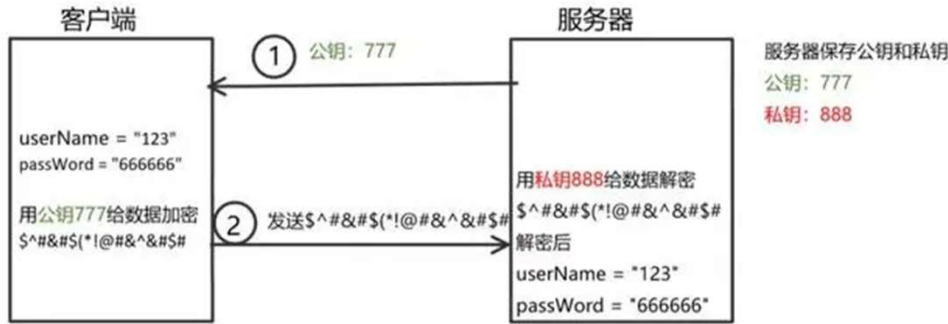 客户端
服务器
1
公钥：777
服务器保存公钥和私钥
公钥：777
私钥：888
userName = "123"
passWord = "666666"
用公钥777给数据加密
$^#&#$(*!@#&^&#$#
2
发送$^#&#$(*!@#&^&#$#
用私钥888给数据解密
$^#&#$(*!@#&^&#$#
解密后
userName = "123"
passWord = "666666"